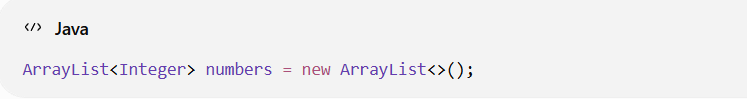 </> Java
ArrayList<Integer> numbers = new ArrayList<>();